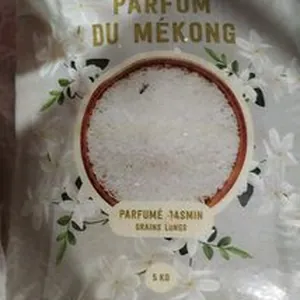 PARFUM
DU MÉKONG
PARFUMÉ JASMIN
GRAINS LONGS
5 KG